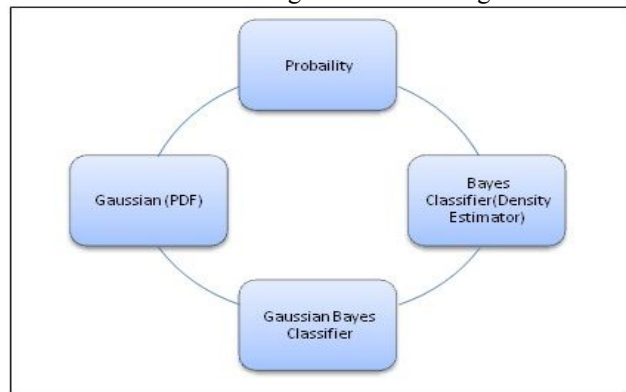 Probaility
Gaussian (PDF)
Bayes
Classifier(Density
Estimator)
Gaussian Bayes
Classifier